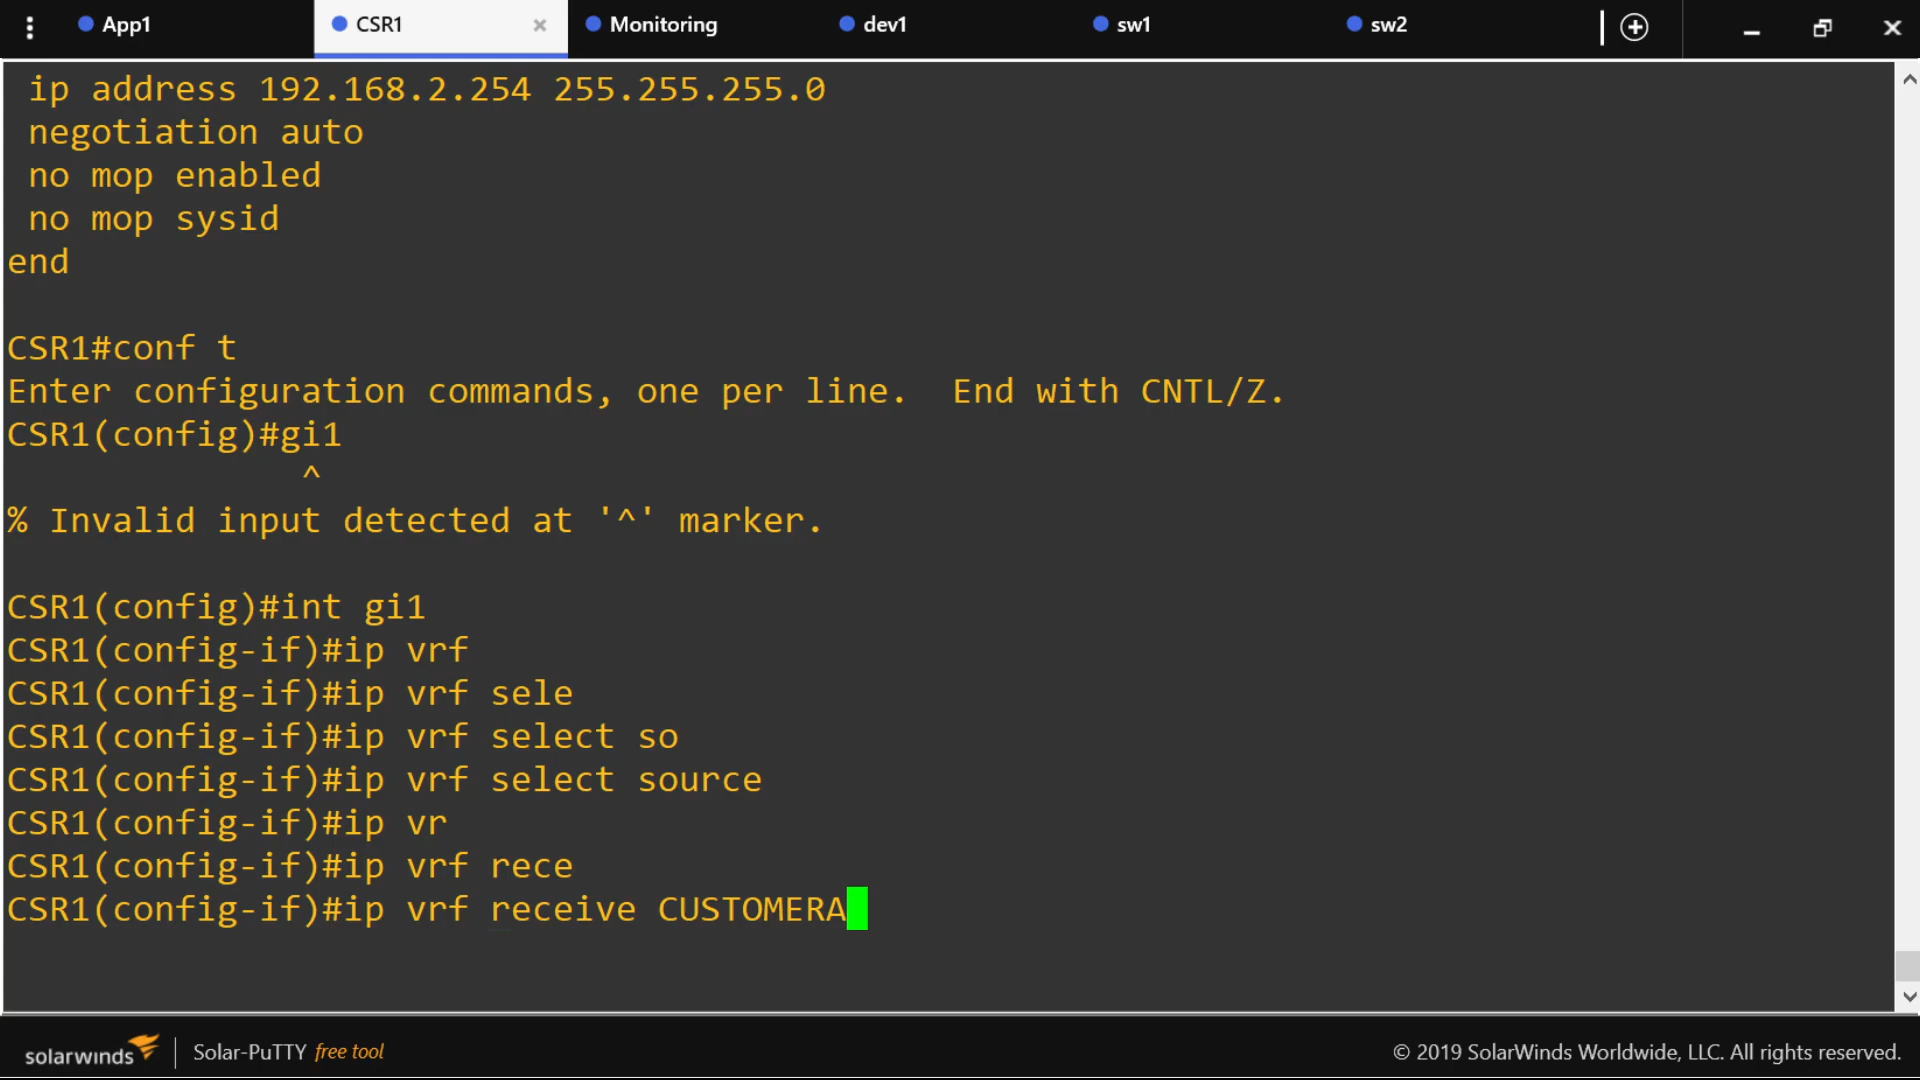 App1 CSR1 × Monitoring dev1 sw1 sw2
ip address 192.168.2.254 255.255.255.0
negotiation auto
no mop enabled
no mop sysid
end
CSR1#conf t
Enter configuration commands, one per line.  End with CNTL/Z.
CSR1(config)#gi1
^
% Invalid input detected at '^' marker.
CSR1(config)#int gi1
CSR1(config-if)#ip vrf
CSR1(config-if)#ip vrf sele
CSR1(config-if)#ip vrf select so
CSR1(config-if)#ip vrf select source
CSR1(config-if)#ip vr
CSR1(config-if)#ip vrf rece
CSR1(config-if)#ip vrf receive CUSTOMERA
solarwinds Solar-PuTTY free tool © 2019 SolarWinds Worldwide, LLC. All rights reserved.